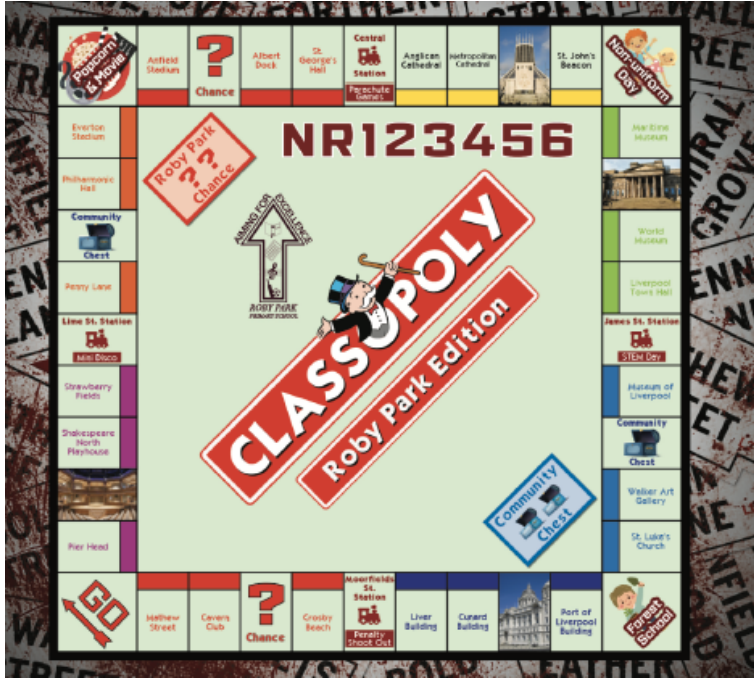 Popcorn
& Movie
Anfield
Stadium
?
Chance
Albert
Dock
St.
George's
Hall
Central
Station
Parachute
Games
Anglican
Cathedral
Metropolitan
Cathedral
St. John's
Beacon
Non-uniform
Day
Everton
Stadium
Philharmonic
Hall
Community
Chest
Penny Lane
Lime St. Station
Mini Disco
Strawberry
Fields
Shakespeare
North
Playhouse
Pier Head
Roby Park
? ?
Chance
NR123456
AIMING FOR EXCELLENCE
ROBY PARK
PRIMARY SCHOOL
CLASSOPOLY
Roby Park Edition
Community
Chest
Maritime
Museum
World
Museum
Liverpool
Town Hall
James St. Station
STEM Day
Museum of
Liverpool
Community
Chest
Walker Art
Gallery
St. Luke's
Church
GO
Mathew
Street
Cavern
Club
?
Chance
Crosby
Beach
Moorfields
St.
Station
Penalty
Shoot Out
Liver
Building
Cunard
Building
Port of
Liverpool
Building
Forest
School